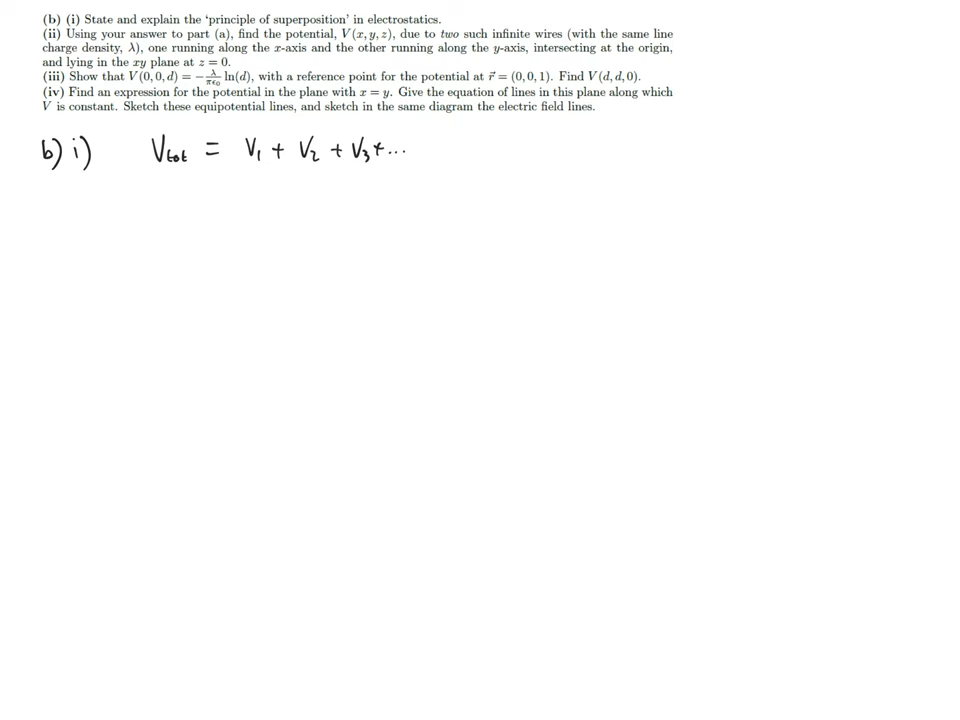 (b) (i) State and explain the ‘principle of superposition’ in electrostatics.
(ii) Using your answer to part (a), find the potential, V(x, y, z), due to two such infinite wires (with the same line
charge density, λ), one running along the x-axis and the other running along the y-axis, intersecting at the origin,
and lying in the xy plane at z = 0.
(iii) Show that V(0, 0, d) = −λ/πϵ₀ ln(d), with a reference point for the potential at r⃗ = (0, 0, 1). Find V(d, d, 0).
(iv) Find an expression for the potential in the plane with x = y. Give the equation of lines in this plane along which
V is constant. Sketch these equipotential lines, and sketch in the same diagram the electric field lines.
b) i) V_tot = V₁ + V₂ + V₃ + ...